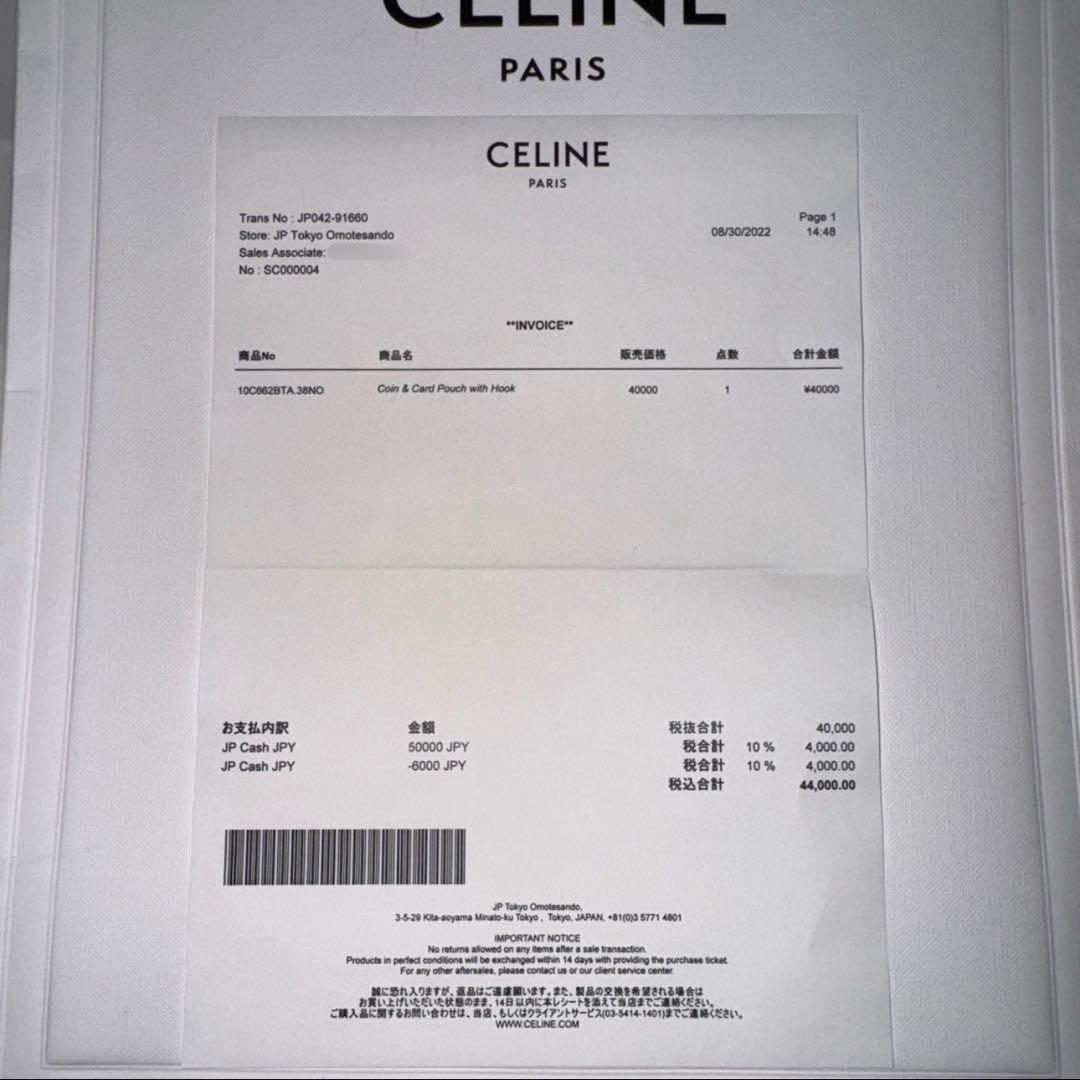 CELINE
PARIS
CELINE
PARIS
Trans No : JP042-91660
Store: JP Tokyo Omotesando
Sales Associate:
No : SC000004
Page 1
08/30/2022 14:48
**INVOICE**
商品No 商品名 販売価格 点数 合計金額
10C662BTA.38NO Coin & Card Pouch with Hook 40000 1 ¥40000
お支払内訳 金額 税抜合計 40,000
JP Cash JPY 50000 JPY 税合計 10 % 4,000.00
JP Cash JPY -6000 JPY 税合計 10 % 4,000.00
税込合計 44,000.00
JP Tokyo Omotesando,
3-5-29 Kita-aoyama Minato-ku Tokyo , Tokyo, JAPAN, +81(0)3 5771 4801
IMPORTANT NOTICE
No returns allowed on any items after a sale transaction.
Products in perfect conditions will be exchanged within 14 days with providing the purchase ticket.
For any other aftersales, please contact us or our client service center.
誠に恐れ入りますが、返品はご遠慮願います。また、製品の交換を希望される場合は
お買い上げいただいた状態のまま、14日以内に本レシートを添えて当店までご連絡ください。
ご購入品に関するお問い合わせは、当店、もしくはクライアントサービス(03-5414-1401)までご連絡ください。
WWW.CELINE.COM